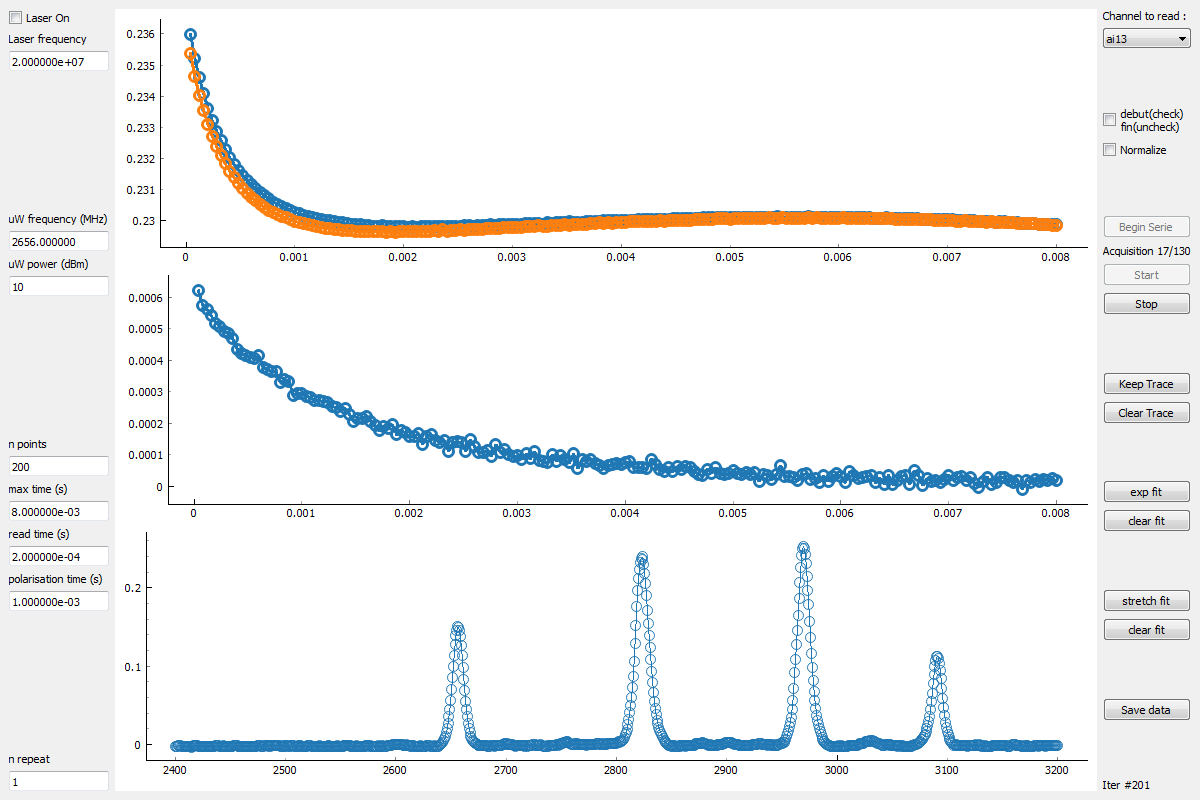 Laser On
Laser frequency
2.000000e+07
uW frequency (MHz)
2656.000000
uW power (dBm)
10
n points
200
max time (s)
8.000000e-03
read time (s)
2.000000e-04
polarisation time (s)
1.000000e-03
n repeat
1
0.236
0.235
0.234
0.233
0.232
0.231
0.23
0 0.001 0.002 0.003 0.004 0.005 0.006 0.007 0.008
0.0006
0.0005
0.0004
0.0003
0.0002
0.0001
0
0 0.001 0.002 0.003 0.004 0.005 0.006 0.007 0.008
0.2
0.1
0
2400 2500 2600 2700 2800 2900 3000 3100 3200
Channel to read :
ai13
debut(check)
fin(uncheck)
Normalize
Begin Serie
Acquisition 17/130
Start
Stop
Keep Trace
Clear Trace
exp fit
clear fit
stretch fit
clear fit
Save data
Iter #201